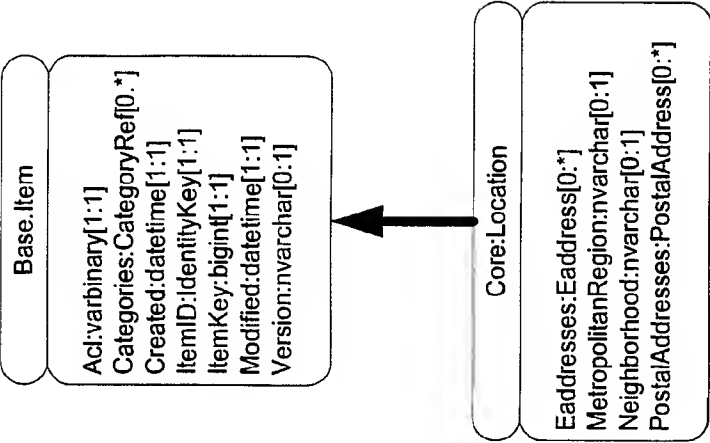 Base.Item
Acl:varbinary[1:1]
Categories:CategoryRef[0.*]
Created:datetime[1:1]
ItemID:IdentityKey[1:1]
ItemKey:bigint[1:1]
Modified:datetime[1:1]
Version:nvarchar[0:1]
Core:Location
Eaddresses:Eaddress[0:*]
MetropolitanRegion:nvarchar[0:1]
Neighborhood:nvarchar[0:1]
PostalAddresses:PostalAddress[0:*]